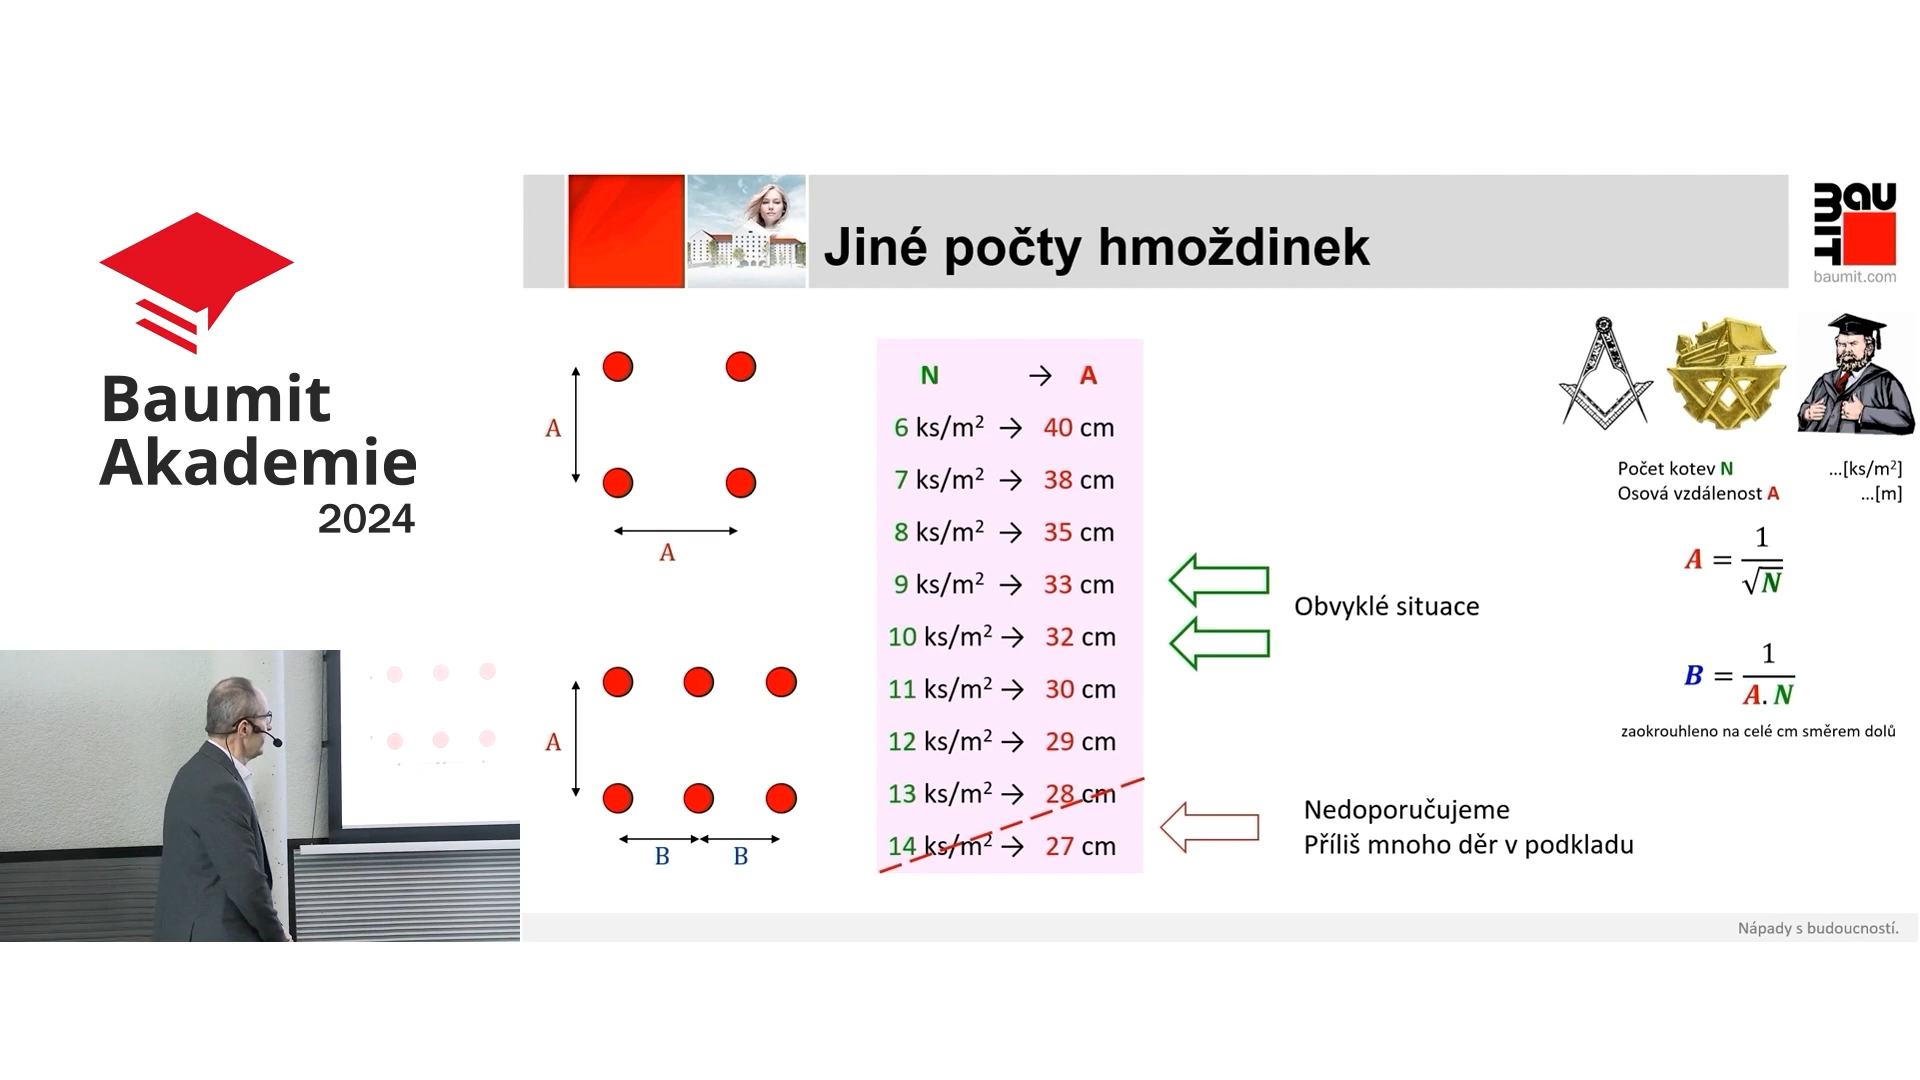 Baumit
Akademie
2024
Jiné počty hmoždinek
bau
mit
baumit.com
A
A
A
B
B
N → A
6 ks/m² → 40 cm
7 ks/m² → 38 cm
8 ks/m² → 35 cm
9 ks/m² → 33 cm
10 ks/m² → 32 cm
11 ks/m² → 30 cm
12 ks/m² → 29 cm
13 ks/m² → 28 cm
14 ks/m² → 27 cm
Obvyklé situace
Nedoporučujeme
Příliš mnoho děr v podkladu
Počet kotev N ...[ks/m²]
Osová vzdálenost A ...[m]
A = 1/√N
B = 1/A.N
zaokrouhleno na celé cm směrem dolů
Nápady s budoucností.